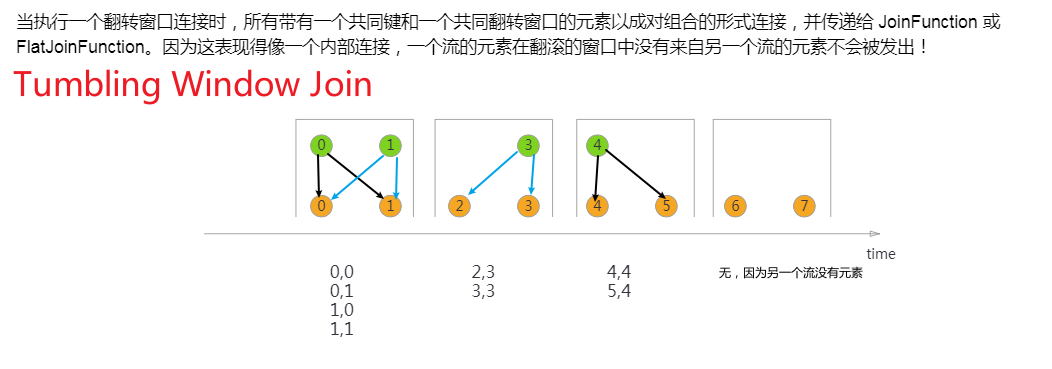 当执行一个翻转窗口连接时，所有带有一个共同键和一个共同翻转窗口的元素以成对组合的形式连接，并传递给 JoinFunction 或
FlatJoinFunction。因为这表现得像一个内部连接，一个流的元素在翻滚的窗口中没有来自另一个流的元素不会被发出！
Tumbling Window Join
0 1 3 4
0 1 2 3 4 5 6 7
time
0,0 2,3 4,4 无，因为另一个流没有元素
0,1 3,3 5,4
1,0
1,1